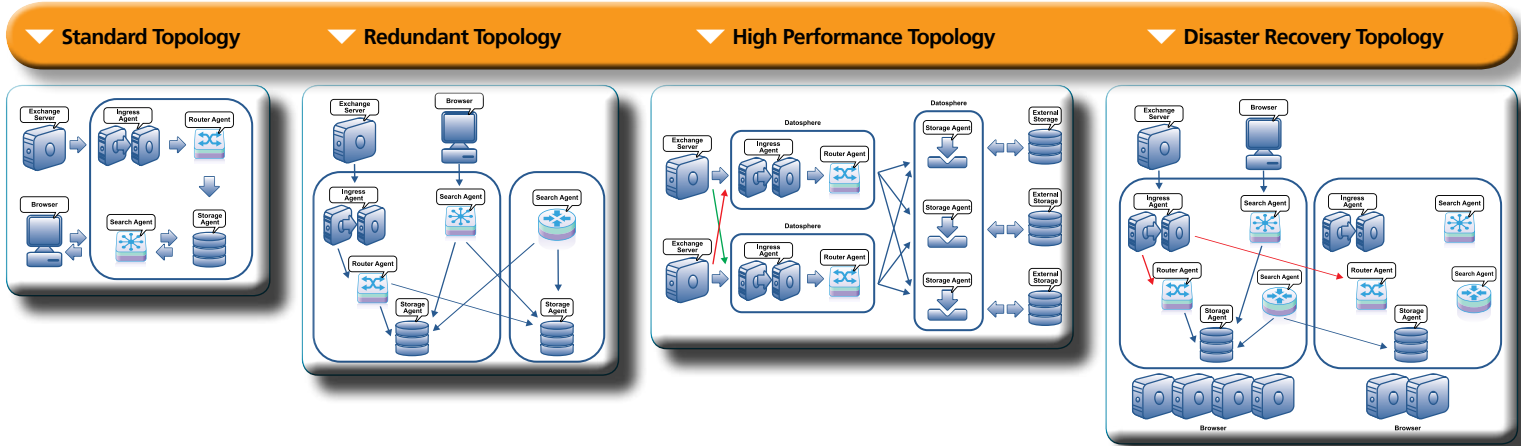 Standard Topology
Redundant Topology
High Performance Topology
Disaster Recovery Topology
Exchange
Server
Ingress
Agent
Router Agent
Browser
Search Agent
Storage
Agent
Exchange
Server
Browser
Ingress
Agent
Search Agent
Search Agent
Router Agent
Storage
Agent
Storage
Agent
Datosphere
External
Storage
Datosphere
Storage Agent
Exchange
Server
Ingress
Agent
Router Agent
External
Storage
Storage Agent
Datosphere
Exchange
Server
Ingress
Agent
Router Agent
External
Storage
Storage Agent
Exchange
Server
Browser
Ingress
Agent
Search Agent
Ingress
Agent
Search Agent
Router Agent
Search Agent
Router Agent
Search Agent
Storage
Agent
Storage
Agent
Browser
Browser